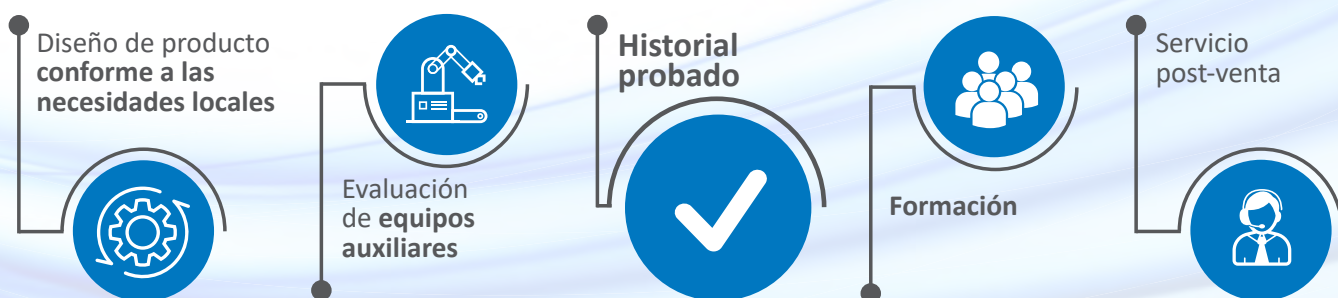 Diseño de producto
conforme a las
necesidades locales
Evaluación
de equipos
auxiliares
Historial
probado
Formación
Servicio
post-venta